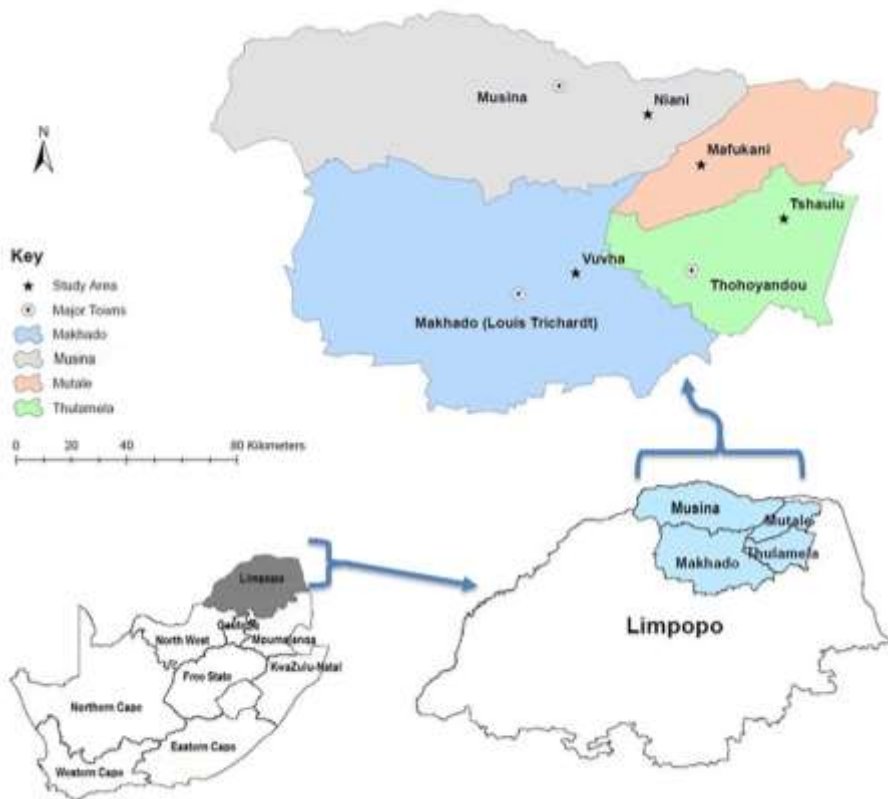 Musina
Niani
N
Mafukani
Tshaulu
Key
Study Area
Vuvha
Thohoyandou
Major Towns
Makhado (Louis Trichardt)
Makhado
Musina
Mutale
Thulamela
0 20 40 80 Kilometers
Musina
Mutale
Makhado
Thulamela
Limpopo
Limpopo
North West
KwaZulu-Natal
Free State
Northern Cape
Eastern Cape
Western Cape